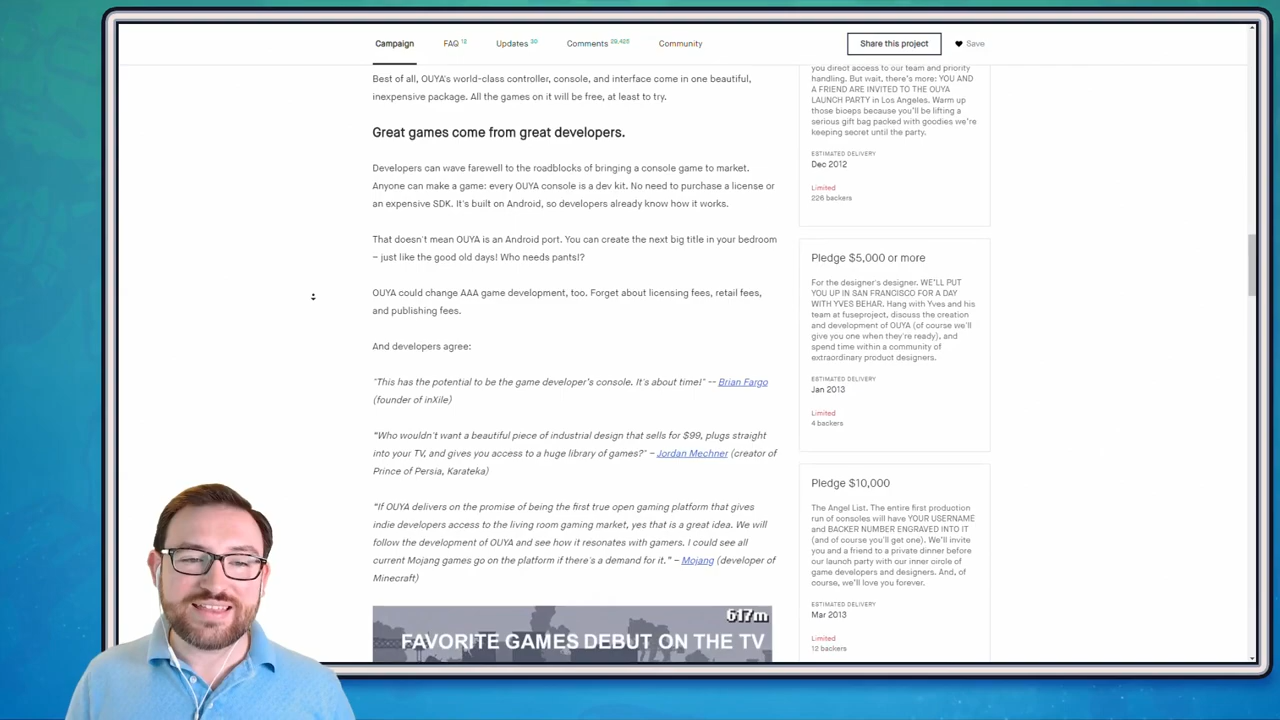 Campaign
FAQ 12
Updates 30
Comments 29,425
Community
Share this project
Save
Best of all, OUYA's world-class controller, console, and interface come in one beautiful,
inexpensive package. All the games on it will be free, at least to try.
Great games come from great developers.
Developers can wave farewell to the roadblocks of bringing a console game to market.
Anyone can make a game: every OUYA console is a dev kit. No need to purchase a license or
an expensive SDK. It's built on Android, so developers already know how it works.
That doesn't mean OUYA is an Android port. You can create the next big title in your bedroom
– just like the good old days! Who needs pants!?
OUYA could change AAA game development, too. Forget about licensing fees, retail fees,
and publishing fees.
And developers agree:
"This has the potential to be the game developer's console. It's about time!" -- Brian Fargo
(founder of inXile)
"Who wouldn't want a beautiful piece of industrial design that sells for $99, plugs straight
into your TV, and gives you access to a huge library of games?" – Jordan Mechner (creator of
Prince of Persia, Karateka)
"If OUYA delivers on the promise of being the first true open gaming platform that gives
indie developers access to the living room gaming market, yes that is a great idea. We will
follow the development of OUYA and see how it resonates with gamers. I could see all
current Mojang games go on the platform if there's a demand for it." – Mojang (developer of
Minecraft)
617m
FAVORITE GAMES DEBUT ON THE TV
you direct access to our team and priority
handling. But wait, there's more: YOU AND
A FRIEND ARE INVITED TO THE OUYA
LAUNCH PARTY in Los Angeles. Warm up
those biceps because you'll be lifting a
serious gift bag packed with goodies we're
keeping secret until the party.
ESTIMATED DELIVERY
Dec 2012
Limited
226 backers
Pledge $5,000 or more
For the designer's designer. WE'LL PUT
YOU UP IN SAN FRANCISCO FOR A DAY
WITH YVES BEHAR. Hang with Yves and his
team at fuseproject, discuss the creation
and development of OUYA (of course we'll
give you one when they're ready), and
spend time within a community of
extraordinary product designers.
ESTIMATED DELIVERY
Jan 2013
Limited
4 backers
Pledge $10,000
The Angel List. The entire first production
run of consoles will have YOUR USERNAME
and BACKER NUMBER ENGRAVED INTO IT
(and of course you'll get one). We'll invite
you and a friend to a private dinner before
our launch party with our inner circle of
game developers and designers. And, of
course, we'll love you forever.
ESTIMATED DELIVERY
Mar 2013
Limited
12 backers